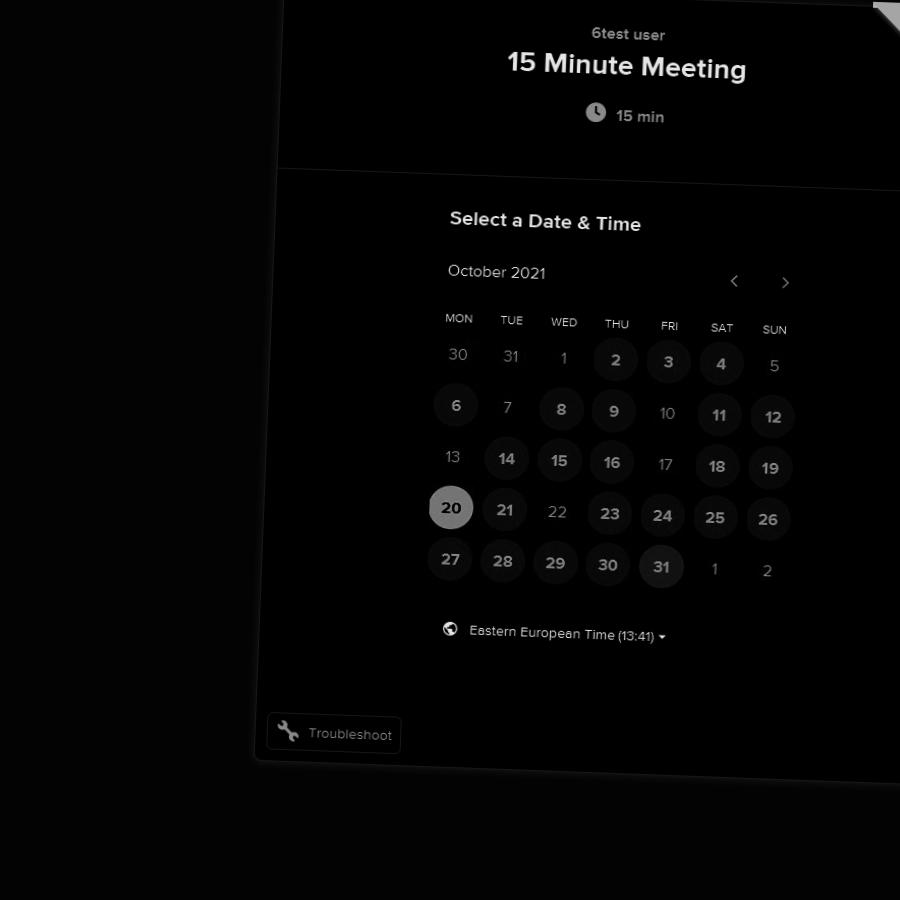 6test user
15 Minute Meeting
15 min
Select a Date & Time
October 2021
MON TUE WED THU FRI SAT SUN
30 31 1 2 3 4 5
6 7 8 9 10 11 12
13 14 15 16 17 18 19
20 21 22 23 24 25 26
27 28 29 30 31 1 2
Eastern European Time (13:41)
Troubleshoot